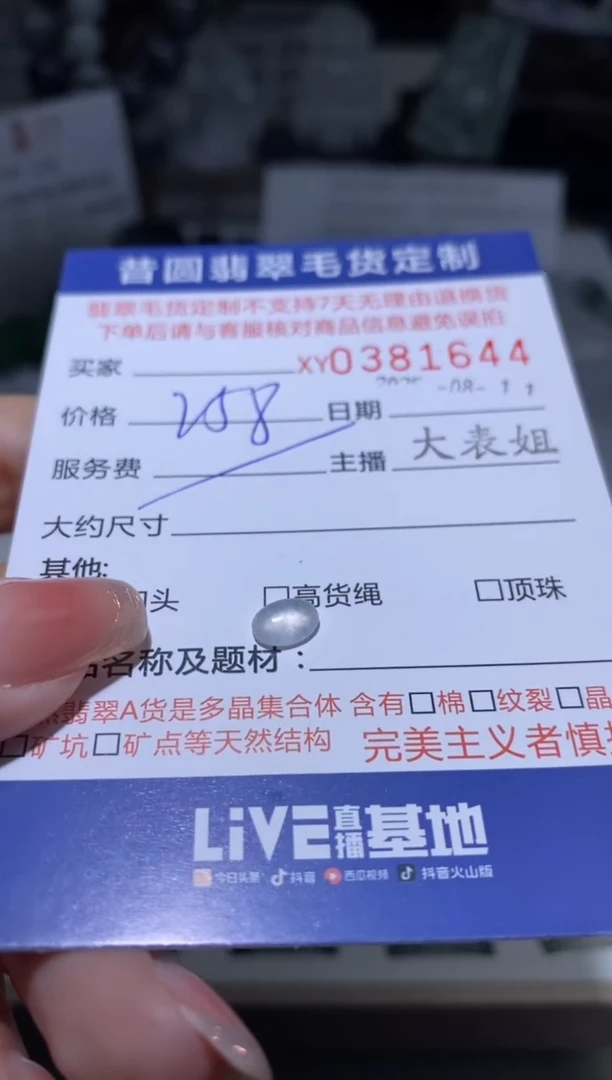 昔圆翡翠毛货定制
翡翠毛货定制不支持7天无理由退换货
下单后请与客服核对商品信息避免误拍
买家 XY0381644
价格 258 日期 2025-08-11
服务费 主播 大表姐
大约尺寸
其他:
扣头 □高货绳 □顶珠
名称及题材：
翡翠A货是多晶集合体 含有□棉□纹裂□晶
□矿坑□矿点等天然结构 完美主义者慎
LiVE直播基地
今日头条 抖音 西瓜视频 抖音火山版